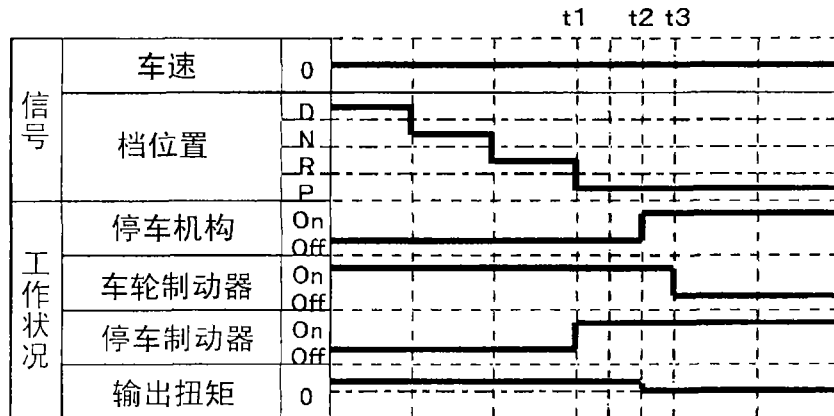 t1 t2 t3
信号
车速 0
档位置 D
N
R
P
工作状况
停车机构 On
Off
车轮制动器 On
Off
停车制动器 On
Off
输出扭矩 0